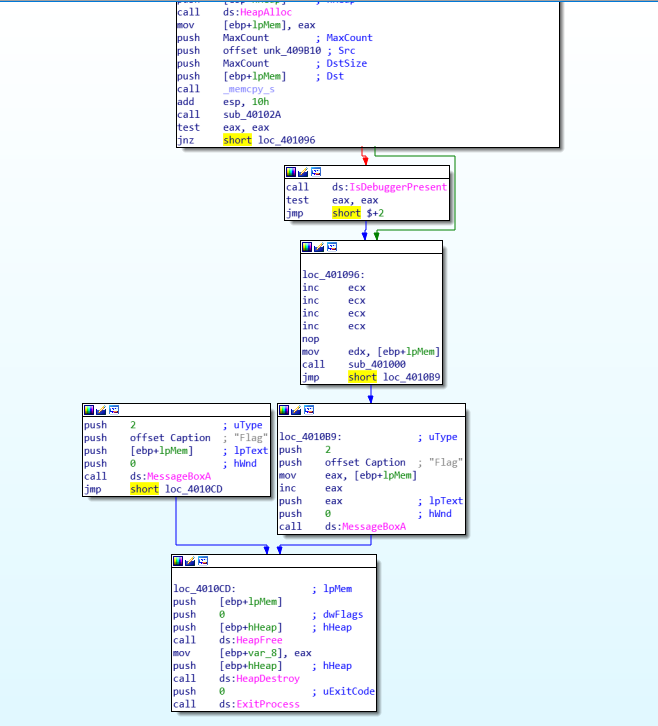 call ds:HeapAlloc
mov [ebp+lpMem], eax
push MaxCount ; MaxCount
push offset unk_409B10 ; Src
push MaxCount ; DstSize
push [ebp+lpMem] ; Dst
call _memcpy_s
add esp, 10h
call sub_40102A
test eax, eax
jnz short loc_401096
call ds:IsDebuggerPresent
test eax, eax
jmp short $+2
loc_401096:
inc ecx
inc ecx
inc ecx
inc ecx
nop
mov edx, [ebp+lpMem]
call sub_401000
jmp short loc_4010B9
push 2 ; uType
push offset Caption ; "Flag"
push [ebp+lpMem] ; lpText
push 0 ; hWnd
call ds:MessageBoxA
jmp short loc_4010CD
loc_4010B9: ; uType
push 2
push offset Caption ; "Flag"
mov eax, [ebp+lpMem]
inc eax
push eax ; lpText
push 0 ; hWnd
call ds:MessageBoxA
loc_4010CD: ; lpMem
push [ebp+lpMem]
push 0 ; dwFlags
push [ebp+hHeap] ; hHeap
call ds:HeapFree
mov [ebp+var_8], eax
push [ebp+hHeap] ; hHeap
call ds:HeapDestroy
push 0 ; uExitCode
call ds:ExitProcess